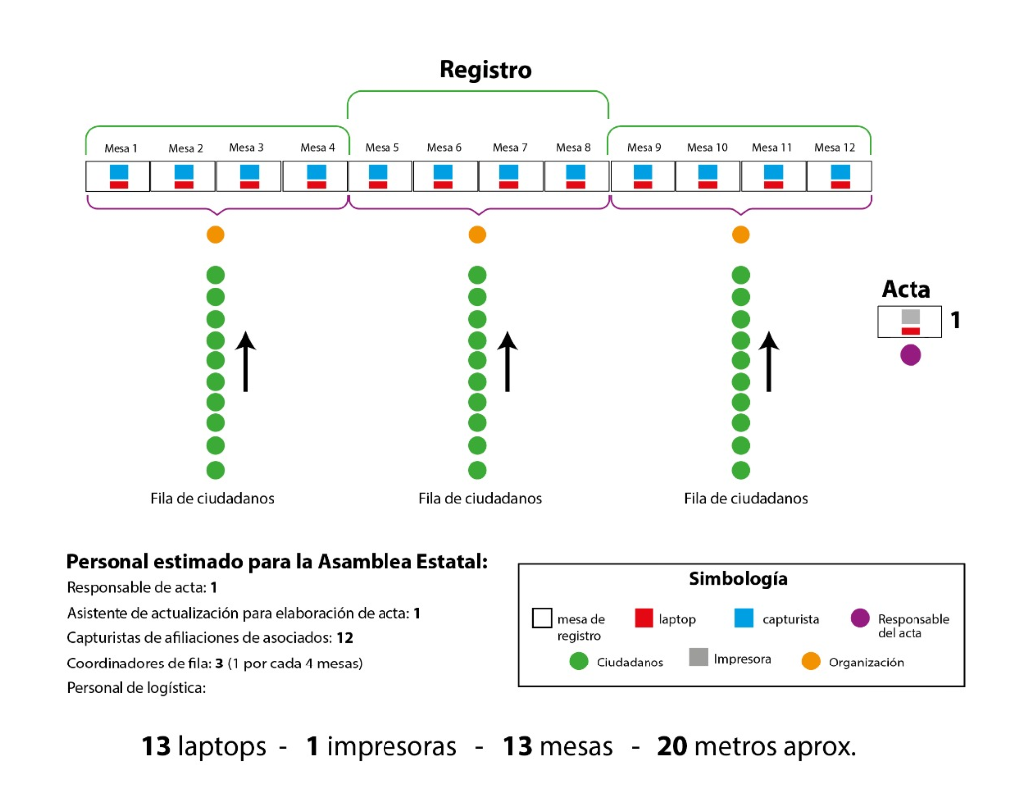 Registro
Mesa 1 Mesa 2 Mesa 3 Mesa 4 Mesa 5 Mesa 6 Mesa 7 Mesa 8 Mesa 9 Mesa 10 Mesa 11 Mesa 12
Acta
1
Fila de ciudadanos Fila de ciudadanos Fila de ciudadanos
Personal estimado para la Asamblea Estatal:
Responsable de acta: 1
Asistente de actualización para elaboración de acta: 1
Capturistas de afiliaciones de asociados: 12
Coordinadores de fila: 3 (1 por cada 4 mesas)
Personal de logística:
Simbología
mesa de registro
laptop
capturista
Responsable del acta
Ciudadanos
Impresora
Organización
13 laptops - 1 impresoras - 13 mesas - 20 metros aprox.